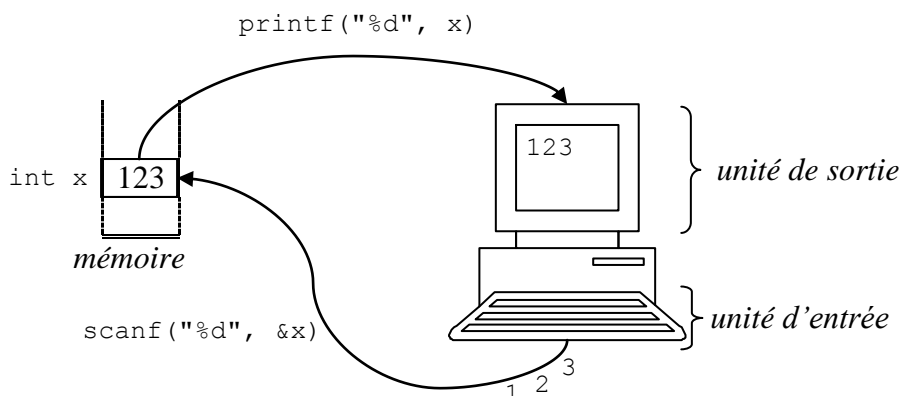 printf("%d", x)
123
int x
123
unité de sortie
mémoire
scanf("%d", &x)
unité d'entrée
1 2 3